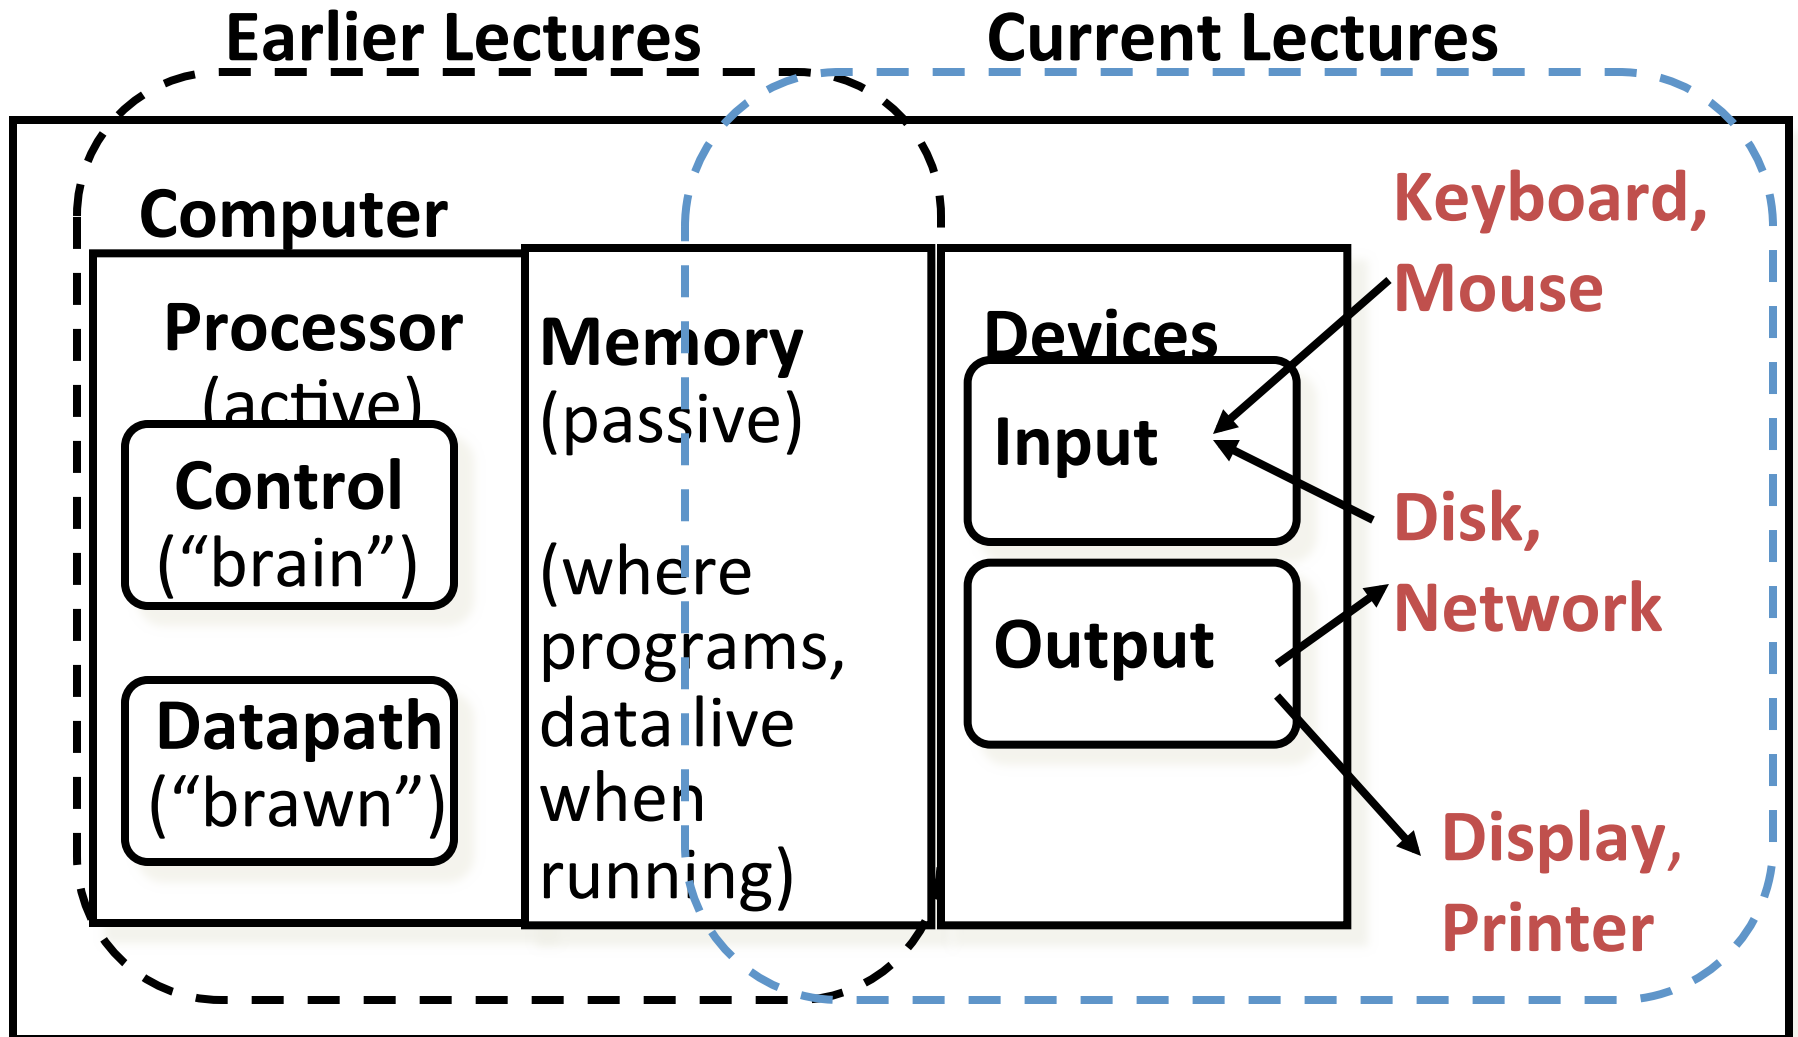 Earlier Lectures
Current Lectures
Computer
Processor
(active)
Control
(“brain”)
Datapath
(“brawn”)
Memory
(passive)
(where
programs,
data live
when
running)
Devices
Input
Output
Keyboard,
Mouse
Disk,
Network
Display,
Printer